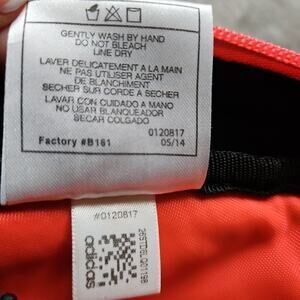 GENTLY WASH BY HAND
DO NOT BLEACH
LINE DRY
LAVER DELICATEMENT A LA MAIN
NE PAS UTILISER AGENT
DE BLANCHIMENT
SECHER SUR CORDE A SECHER
LAVAR CON CUIDADO A MANO
NO USAR BLANQUEADOR
SECAR COLGADO
0120817
Factory #B161 05/14
#0120817
adidas
26STDBLQ01198